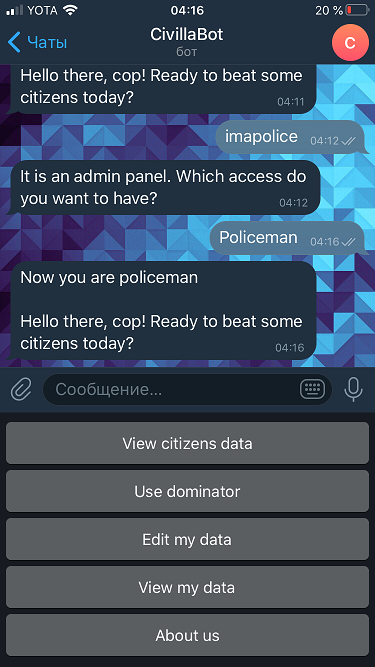 YOTA 04:16 20 %
Чаты CivillaBot C
бот
Hello there, cop! Ready to beat some
citizens today?
04:11
imapolice 04:12
It is an admin panel. Which access do
you want to have?
04:12
Policeman 04:16
Now you are policeman
Hello there, cop! Ready to beat some
citizens today?
04:16
Сообщение...
View citizens data
Use dominator
Edit my data
View my data
About us